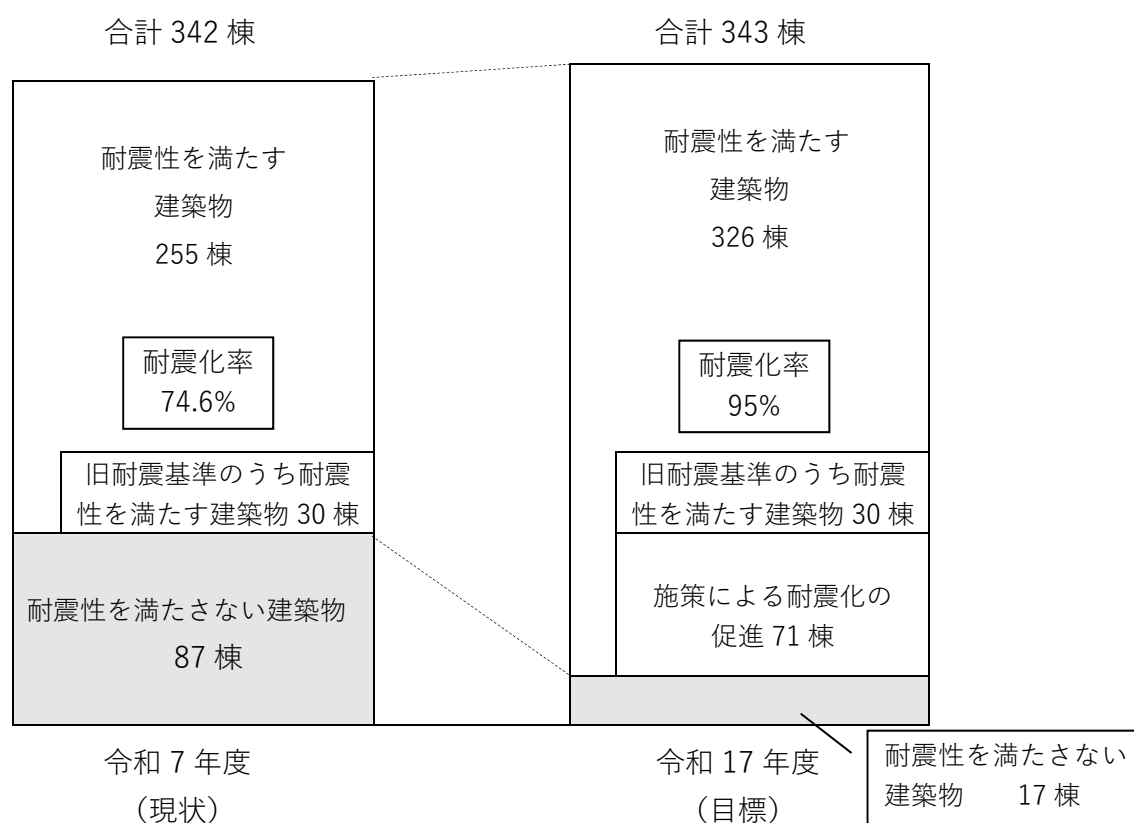 合計 342 棟
合計 343 棟
耐震性を満たす
建築物
255 棟
耐震化率
74.6%
旧耐震基準のうち耐震
性を満たす建築物 30 棟
耐震性を満たさない建築物
87 棟
令和 7 年度
（現状）
耐震性を満たす
建築物
326 棟
耐震化率
95%
旧耐震基準のうち耐震
性を満たす建築物 30 棟
施策による耐震化の
促進 71 棟
令和 17 年度
（目標）
耐震性を満たさない
建築物　　17 棟